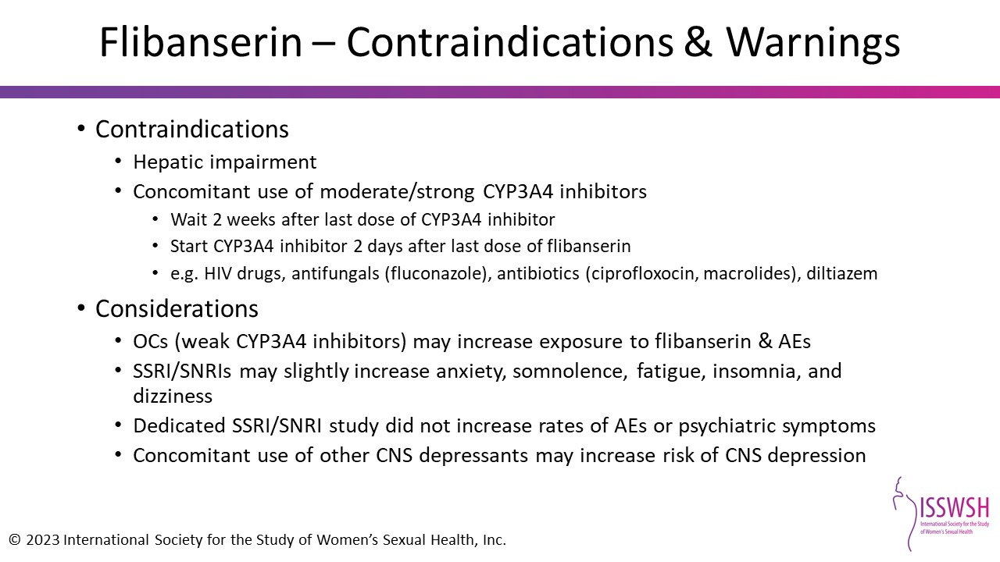 Flibanserin – Contraindications & Warnings
• Contraindications
• Hepatic impairment
• Concomitant use of moderate/strong CYP3A4 inhibitors
• Wait 2 weeks after last dose of CYP3A4 inhibitor
• Start CYP3A4 inhibitor 2 days after last dose of flibanserin
• e.g. HIV drugs, antifungals (fluconazole), antibiotics (ciprofloxocin, macrolides), diltiazem
• Considerations
• OCs (weak CYP3A4 inhibitors) may increase exposure to flibanserin & AEs
• SSRI/SNRIs may slightly increase anxiety, somnolence, fatigue, insomnia, and
dizziness
• Dedicated SSRI/SNRI study did not increase rates of AEs or psychiatric symptoms
• Concomitant use of other CNS depressants may increase risk of CNS depression
ISSWSH
International Society for the Study
of Women's Sexual Health
© 2023 International Society for the Study of Women’s Sexual Health, Inc.